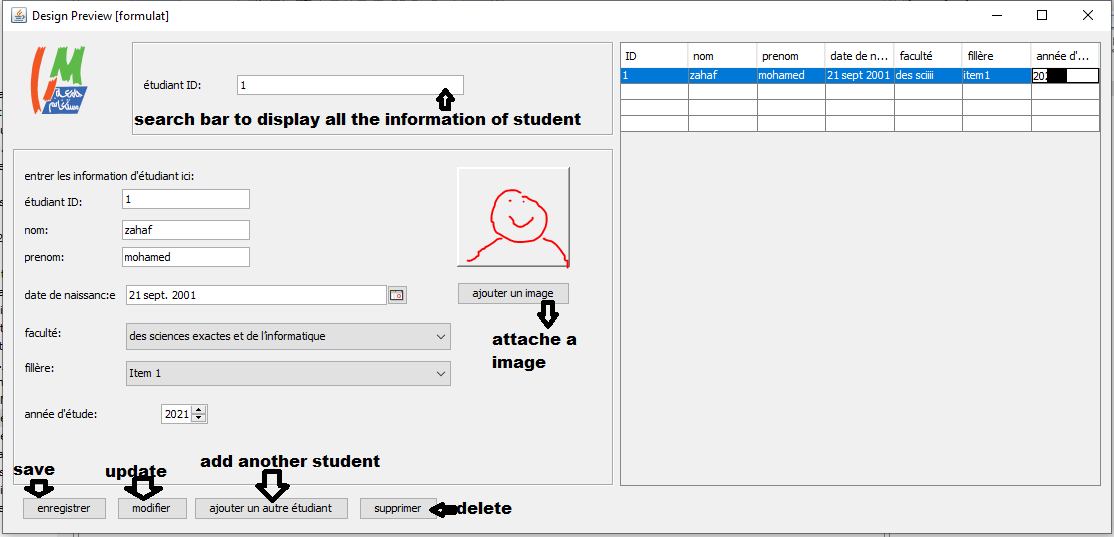 Design Preview [formulat]
étudiant ID: 1
search bar to display all the information of student
ID nom prenom date de n... faculté fillère année d'...
1 zahaf mohamed 21 sept 2001 des sciiii item1
entrer les information d'étudiant ici:
étudiant ID: 1
nom: zahaf
prenom: mohamed
date de naissanc:e 21 sept. 2001
ajouter un image
attache a
image
faculté: des sciences exactes et de l'informatique
fillère: Item 1
année d'étude: 2021
save
update
add another student
enregistrer
modifier
ajouter un autre étudiant
supprimer
delete